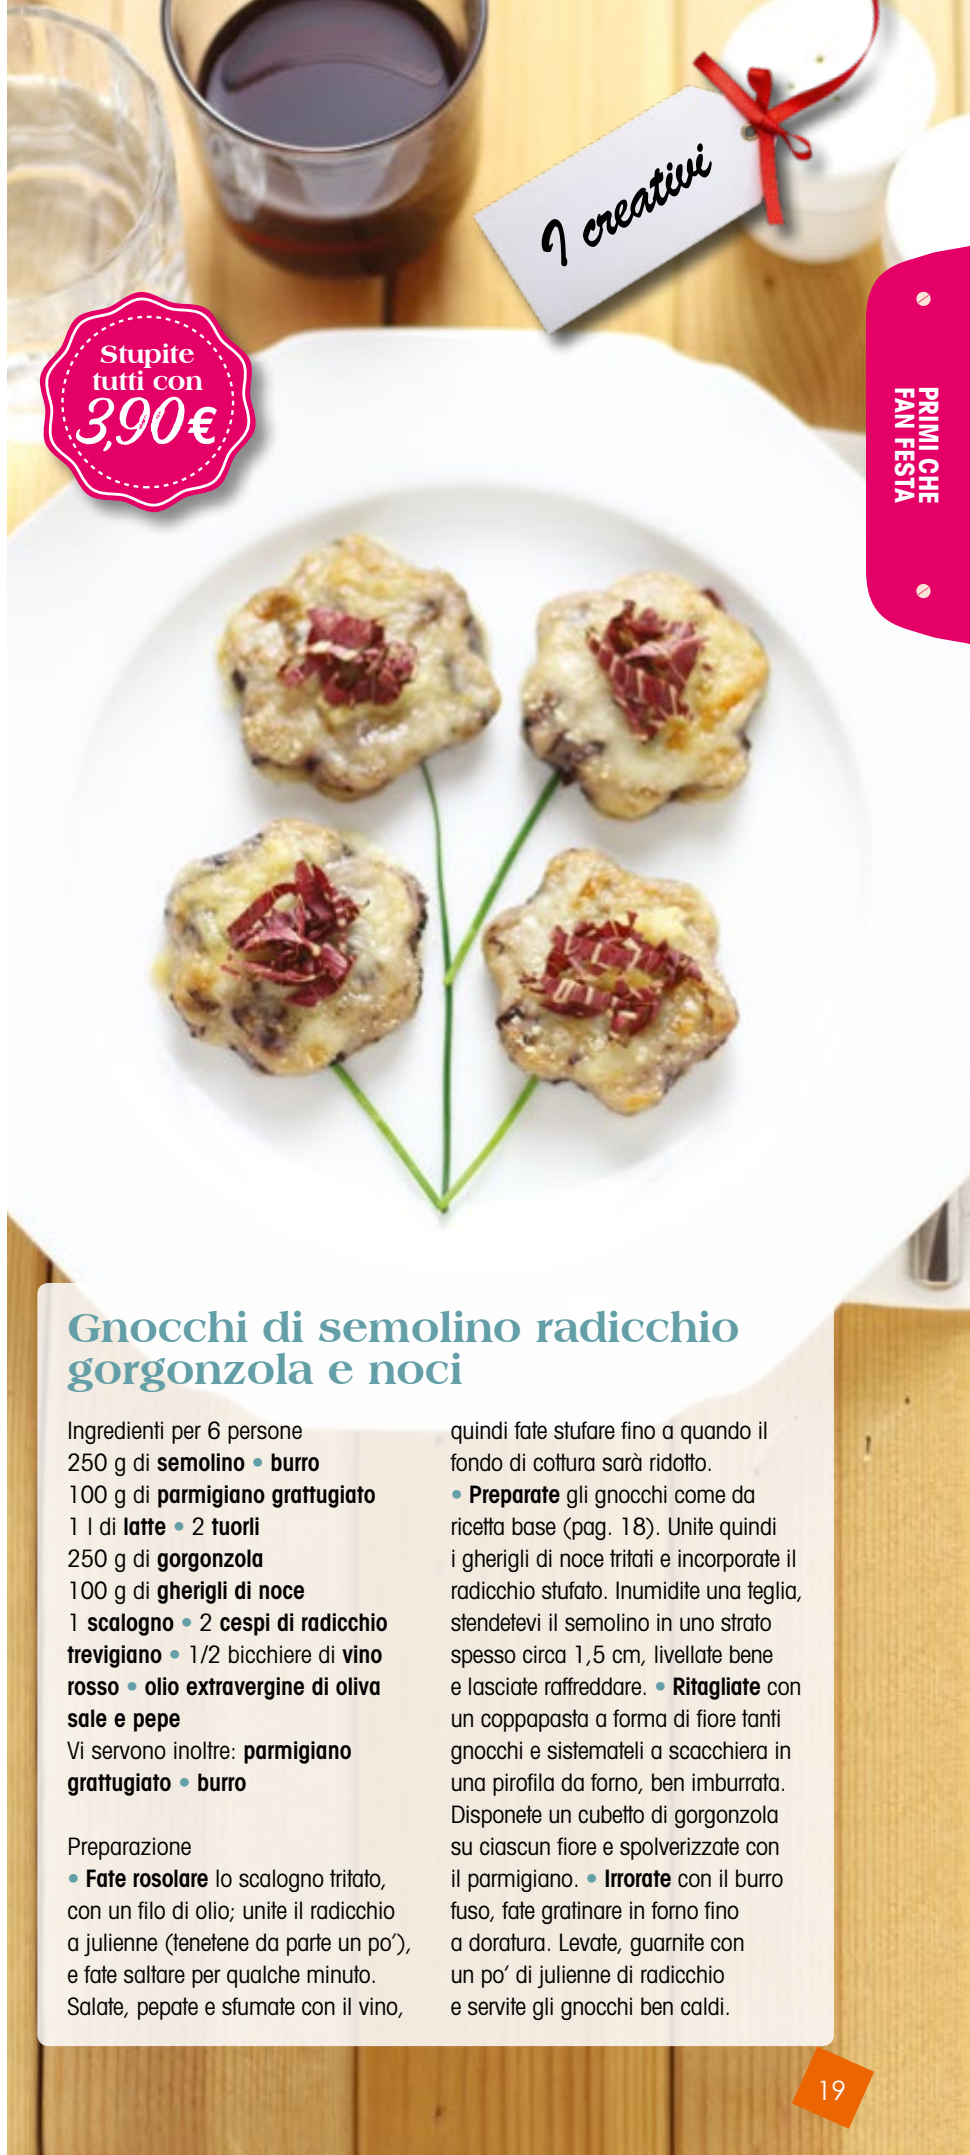 I creativi
Stupite
tutti con
3,90€
PRIMI CHE
FAN FESTA
Gnocchi di semolino radicchio
gorgonzola e noci
Ingredienti per 6 persone
250 g di semolino • burro
100 g di parmigiano grattugiato
1 l di latte • 2 tuorli
250 g di gorgonzola
100 g di gherigli di noce
1 scalogno • 2 cespi di radicchio
trevigiano • 1/2 bicchiere di vino
rosso • olio extravergine di oliva
sale e pepe
Vi servono inoltre: parmigiano
grattugiato • burro
Preparazione
• Fate rosolare lo scalogno tritato,
con un filo di olio; unite il radicchio
a julienne (tenetene da parte un po’),
e fate saltare per qualche minuto.
Salate, pepate e sfumate con il vino,
quindi fate stufare fino a quando il
fondo di cottura sarà ridotto.
• Preparate gli gnocchi come da
ricetta base (pag. 18). Unite quindi
i gherigli di noce tritati e incorporate il
radicchio stufato. Inumidite una teglia,
stendetevi il semolino in uno strato
spesso circa 1,5 cm, livellate bene
e lasciate raffreddare. • Ritagliate con
un coppapasta a forma di fiore tanti
gnocchi e sistemateli a scacchiera in
una pirofila da forno, ben imburrata.
Disponete un cubetto di gorgonzola
su ciascun fiore e spolverizzate con
il parmigiano. • Irrorate con il burro
fuso, fate gratinare in forno fino
a doratura. Levate, guarnite con
un po’ di julienne di radicchio
e servite gli gnocchi ben caldi.
19